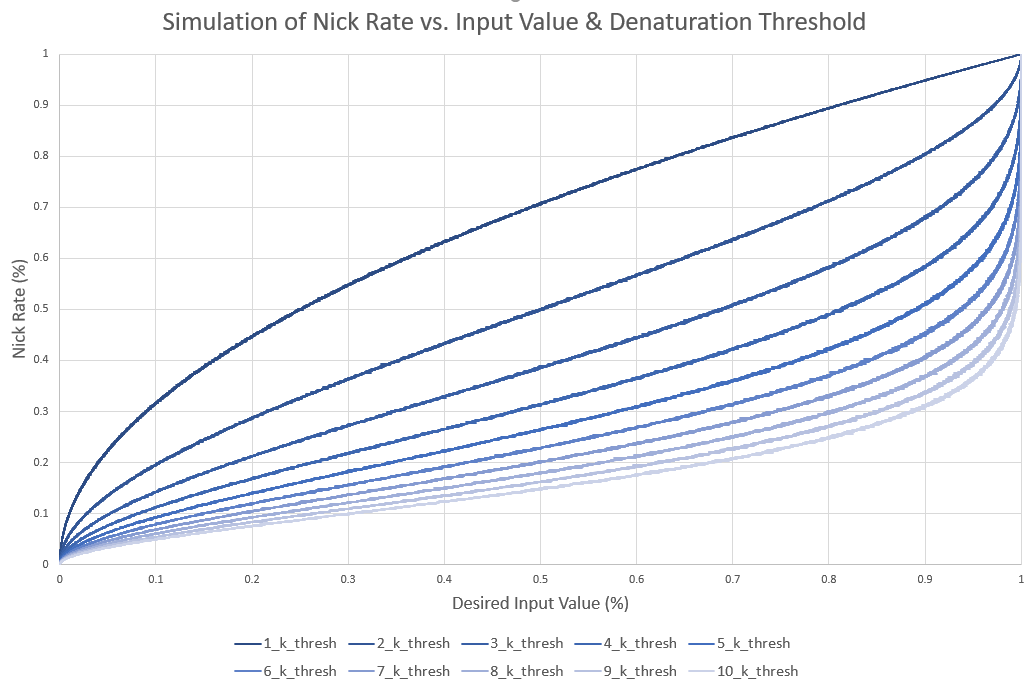 Simulation of Nick Rate vs. Input Value & Denaturation Threshold
1
0.9
0.8
0.7
0.6
0.5
0.4
0.3
0.2
0.1
0
Nick Rate (%)
0 0.1 0.2 0.3 0.4 0.5 0.6 0.7 0.8 0.9 1
Desired Input Value (%)
1_k_thresh 2_k_thresh 3_k_thresh 4_k_thresh 5_k_thresh
6_k_thresh 7_k_thresh 8_k_thresh 9_k_thresh 10_k_thresh